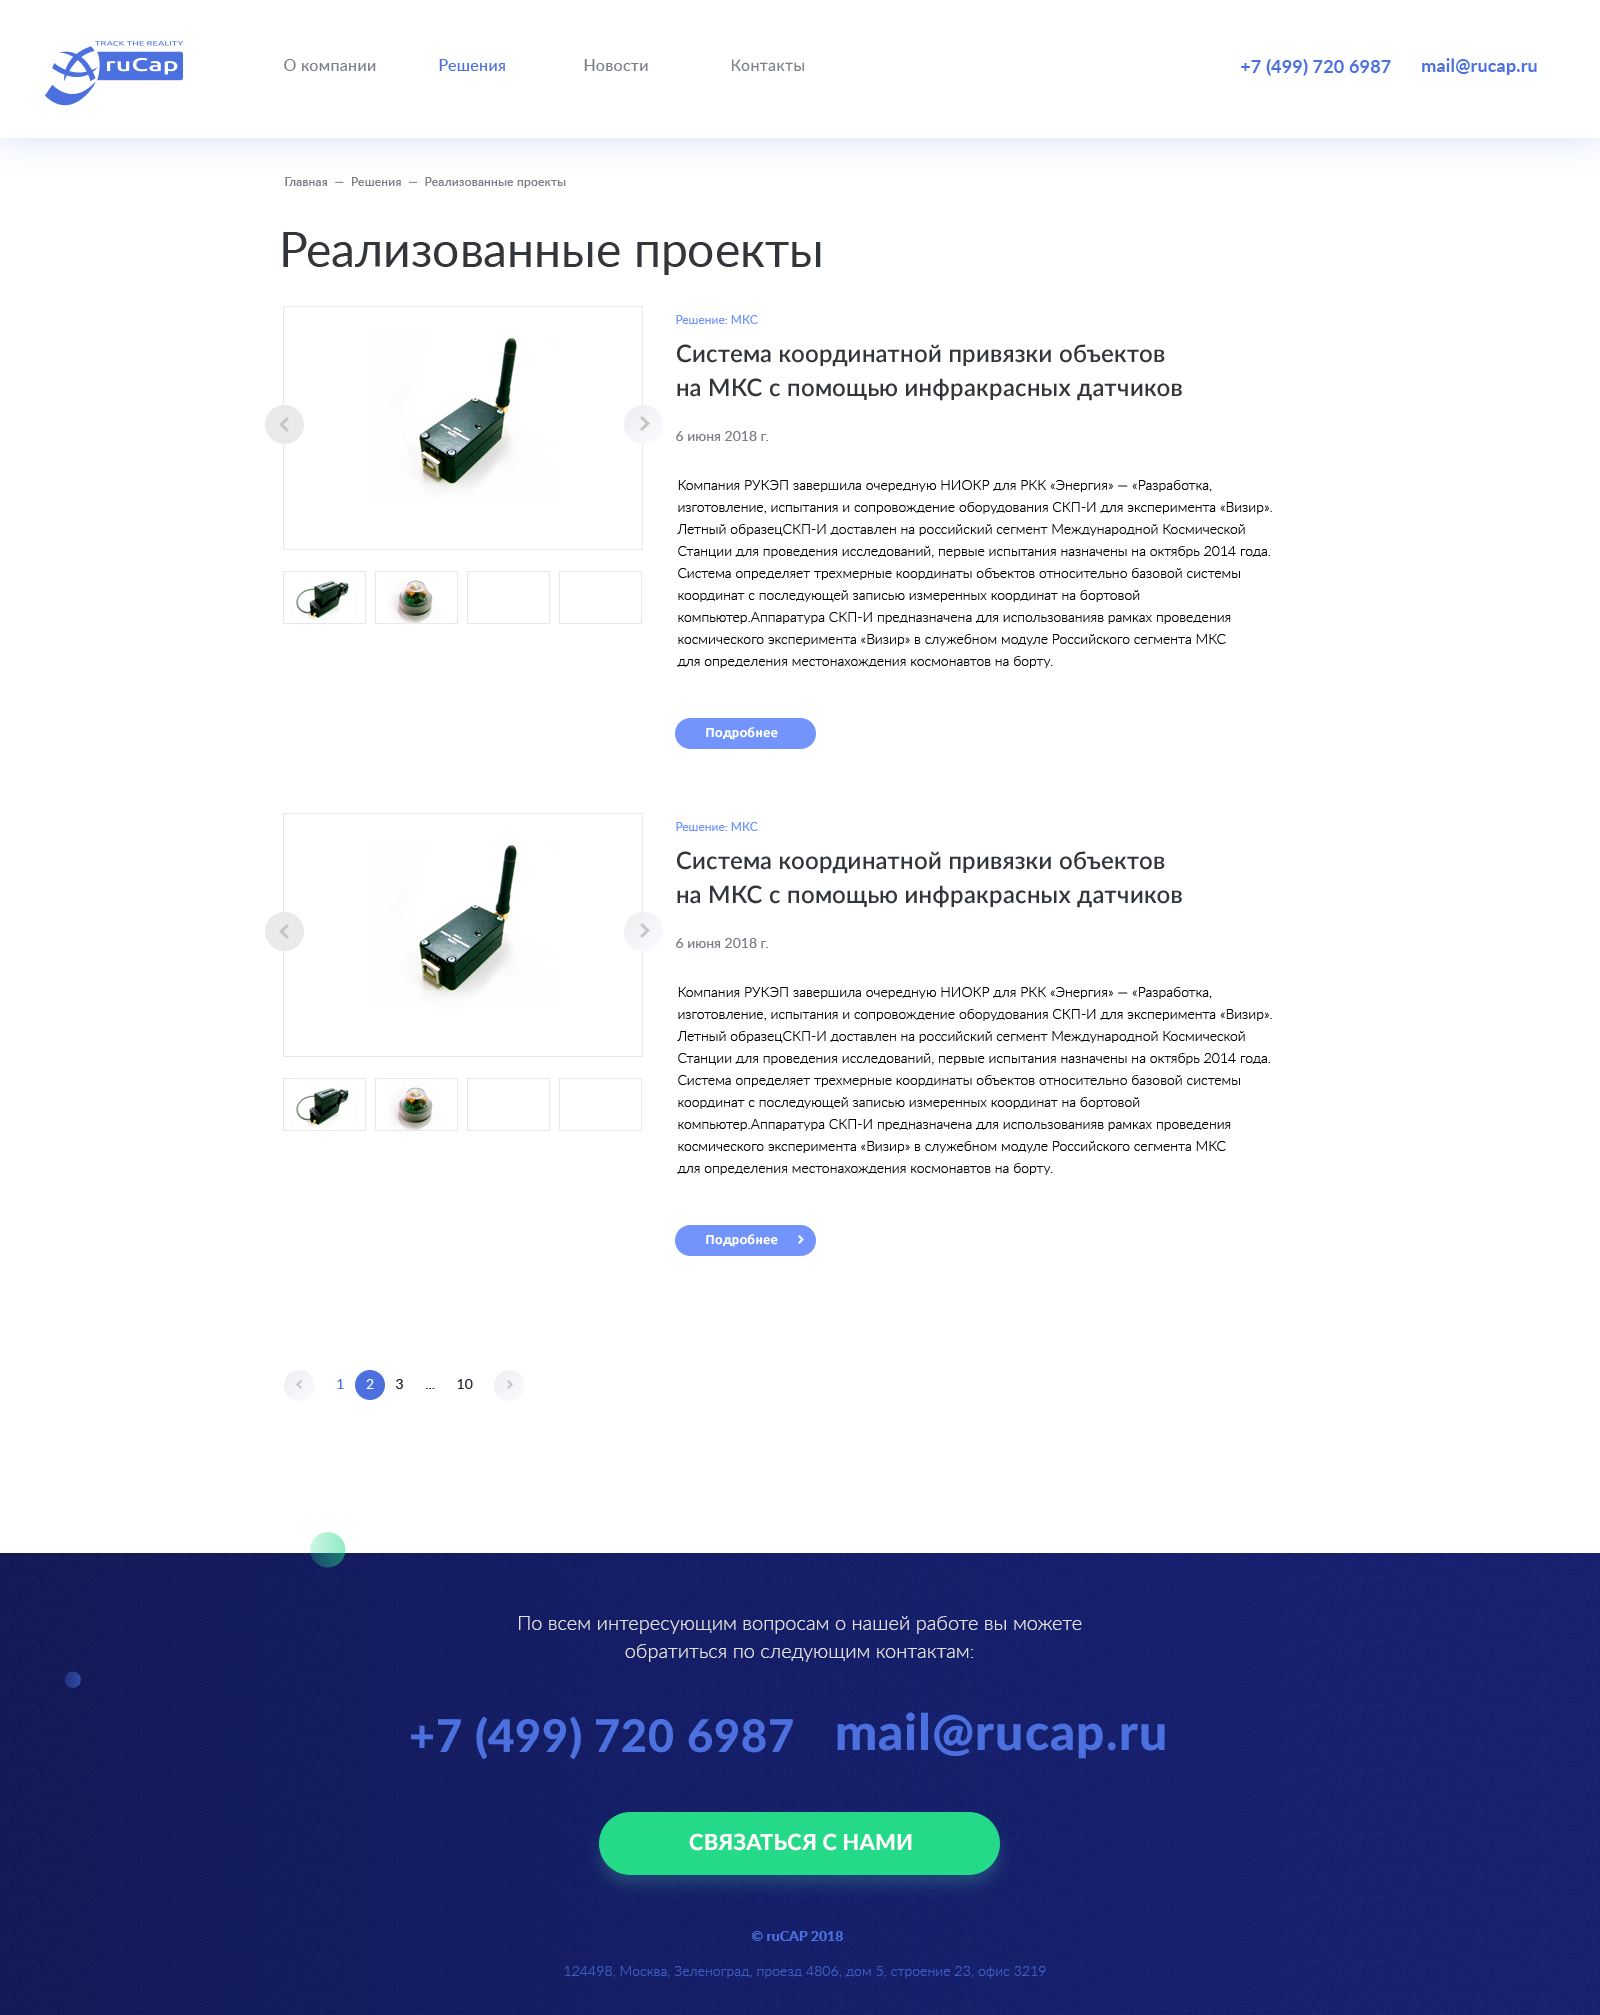 TRACK THE REALITY
ruCap
О компании
Решения
Новости
Контакты
+7 (499) 720 6987
mail@rucap.ru
Главная — Решения — Реализованные проекты
Реализованные проекты
Решение: МКС
Система координатной привязки объектов
на МКС с помощью инфракрасных датчиков
6 июня 2018 г.
Компания РУКЭП завершила очередную НИОКР для РКК «Энергия» — «Разработка,
изготовление, испытания и сопровождение оборудования СКП-И для эксперимента «Визир».
Летный образецСКП-И доставлен на российский сегмент Международной Космической
Станции для проведения исследований, первые испытания назначены на октябрь 2014 года.
Система определяет трехмерные координаты объектов относительно базовой системы
координат с последующей записью измеренных координат на бортовой
компьютер.Аппаратура СКП-И предназначена для использованияв рамках проведения
космического эксперимента «Визир» в служебном модуле Российского сегмента МКС
для определения местонахождения космонавтов на борту.
Подробнее
Решение: МКС
Система координатной привязки объектов
на МКС с помощью инфракрасных датчиков
6 июня 2018 г.
Компания РУКЭП завершила очередную НИОКР для РКК «Энергия» — «Разработка,
изготовление, испытания и сопровождение оборудования СКП-И для эксперимента «Визир».
Летный образецСКП-И доставлен на российский сегмент Международной Космической
Станции для проведения исследований, первые испытания назначены на октябрь 2014 года.
Система определяет трехмерные координаты объектов относительно базовой системы
координат с последующей записью измеренных координат на бортовой
компьютер.Аппаратура СКП-И предназначена для использованияв рамках проведения
космического эксперимента «Визир» в служебном модуле Российского сегмента МКС
для определения местонахождения космонавтов на борту.
Подробнее
1 2 3 ... 10
По всем интересующим вопросам о нашей работе вы можете
обратиться по следующим контактам:
+7 (499) 720 6987 mail@rucap.ru
СВЯЗАТЬСЯ С НАМИ
© ruCAP 2018
124498, Москва, Зеленоград, проезд 4806, дом 5, строение 23, офис 3219